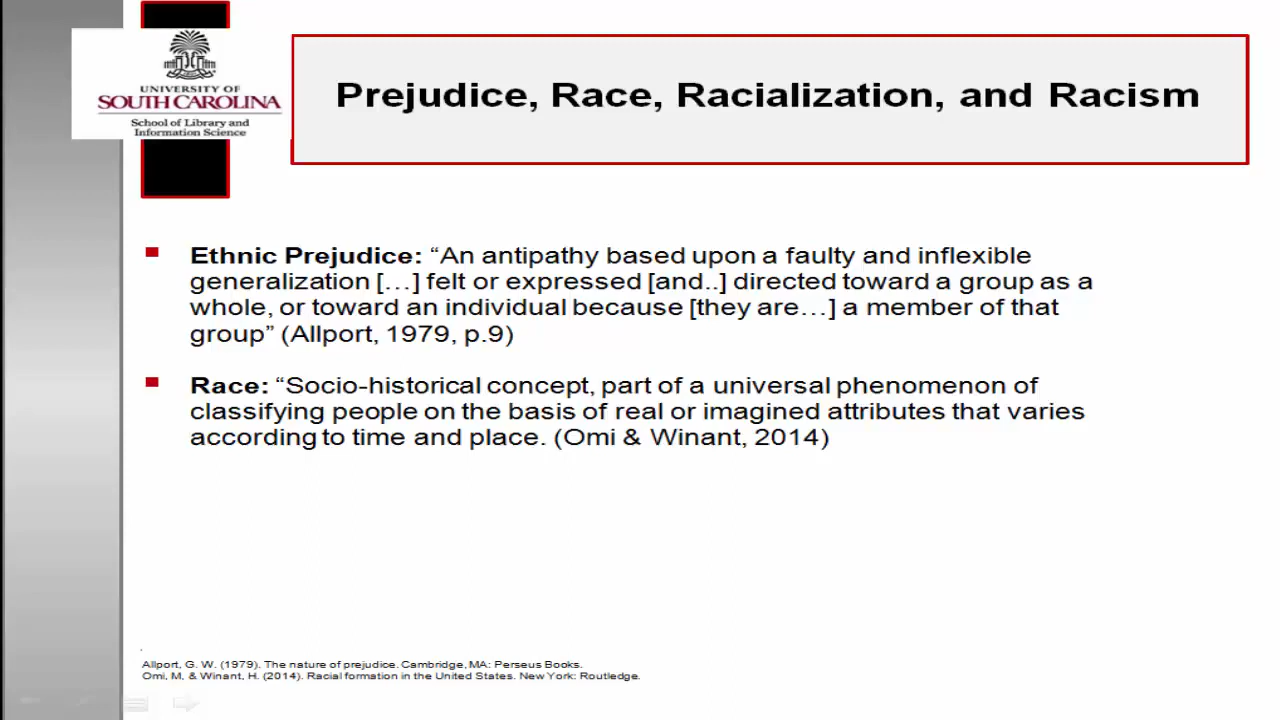 UNIVERSITY OF
SOUTH CAROLINA
School of Library and
Information Science
Prejudice, Race, Racialization, and Racism
Ethnic Prejudice: “An antipathy based upon a faulty and inflexible
generalization […] felt or expressed [and..] directed toward a group as a
whole, or toward an individual because [they are…] a member of that
group” (Allport, 1979, p.9)
Race: “Socio-historical concept, part of a universal phenomenon of
classifying people on the basis of real or imagined attributes that varies
according to time and place. (Omi & Winant, 2014)
Allport, G. W. (1979). The nature of prejudice. Cambridge, MA: Perseus Books.
Omi, M, & Winant, H. (2014). Racial formation in the United States. New York: Routledge.